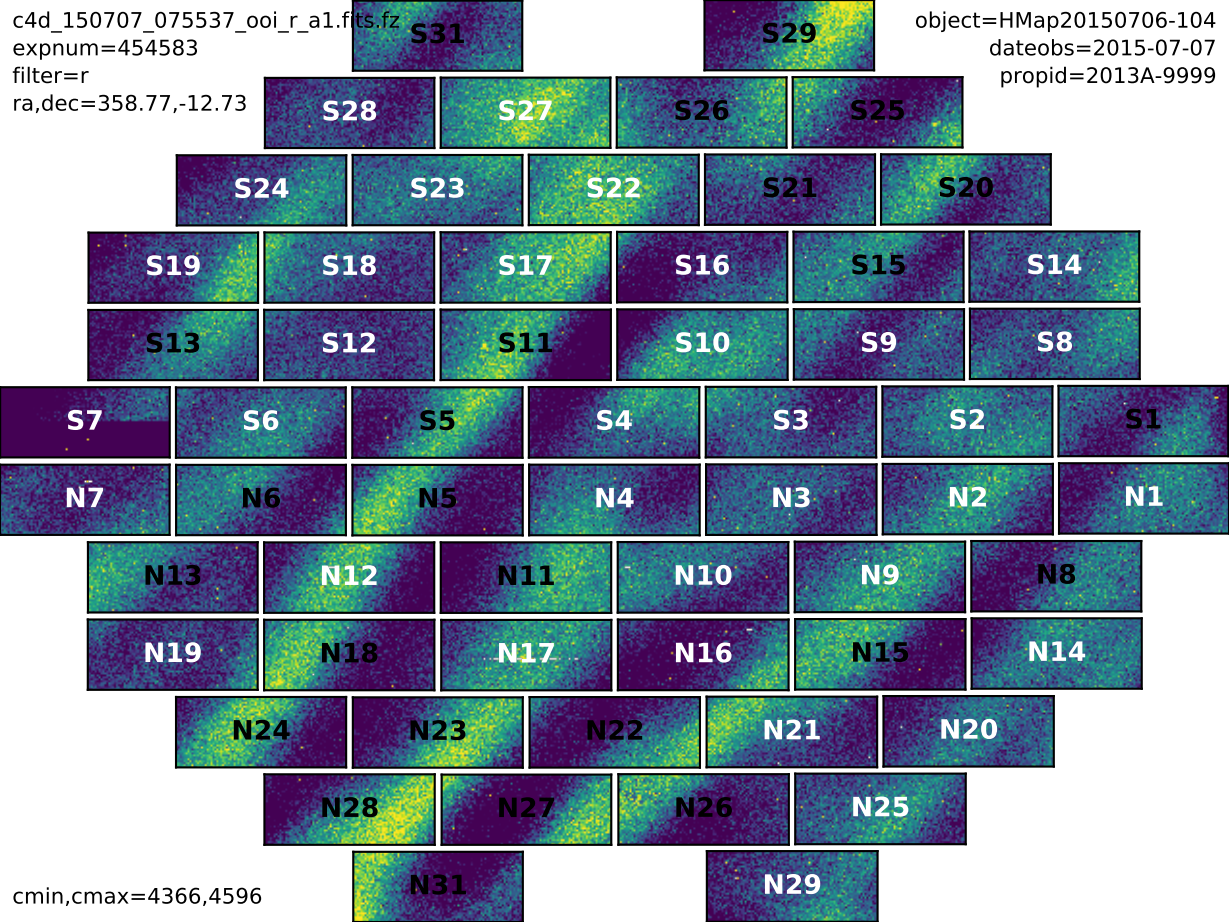 c4d_150707_075537_ooi_r_a1.fits.fz
expnum=454583
filter=r
ra,dec=358.77,-12.73
object=HMap20150706-104
dateobs=2015-07-07
propid=2013A-9999
S31 S29
S28 S27 S26 S25
S24 S23 S22 S21 S20
S19 S18 S17 S16 S15 S14
S13 S12 S11 S10 S9 S8
S7 S6 S5 S4 S3 S2 S1
N7 N6 N5 N4 N3 N2 N1
N13 N12 N11 N10 N9 N8
N19 N18 N17 N16 N15 N14
N24 N23 N22 N21 N20
N28 N27 N26 N25
N31 N29
cmin,cmax=4366,4596